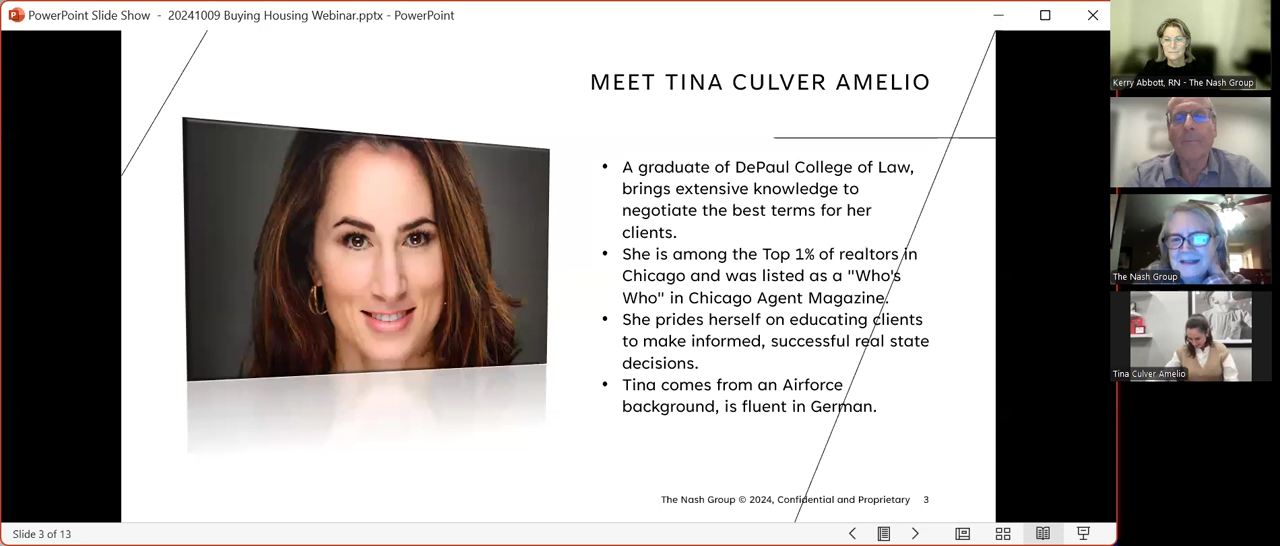 PowerPoint Slide Show - 20241009 Buying Housing Webinar.pptx - PowerPoint
MEET TINA CULVER AMELIO
• A graduate of DePaul College of Law,
brings extensive knowledge to
negotiate the best terms for her
clients.
• She is among the Top 1% of realtors in
Chicago and was listed as a "Who's
Who" in Chicago Agent Magazine.
• She prides herself on educating clients
to make informed, successful real state
decisions.
• Tina comes from an Airforce
background, is fluent in German.
The Nash Group © 2024, Confidential and Proprietary 3
Slide 3 of 13
Kerry Abbott, RN - The Nash Group
The Nash Group
Tina Culver Amelio